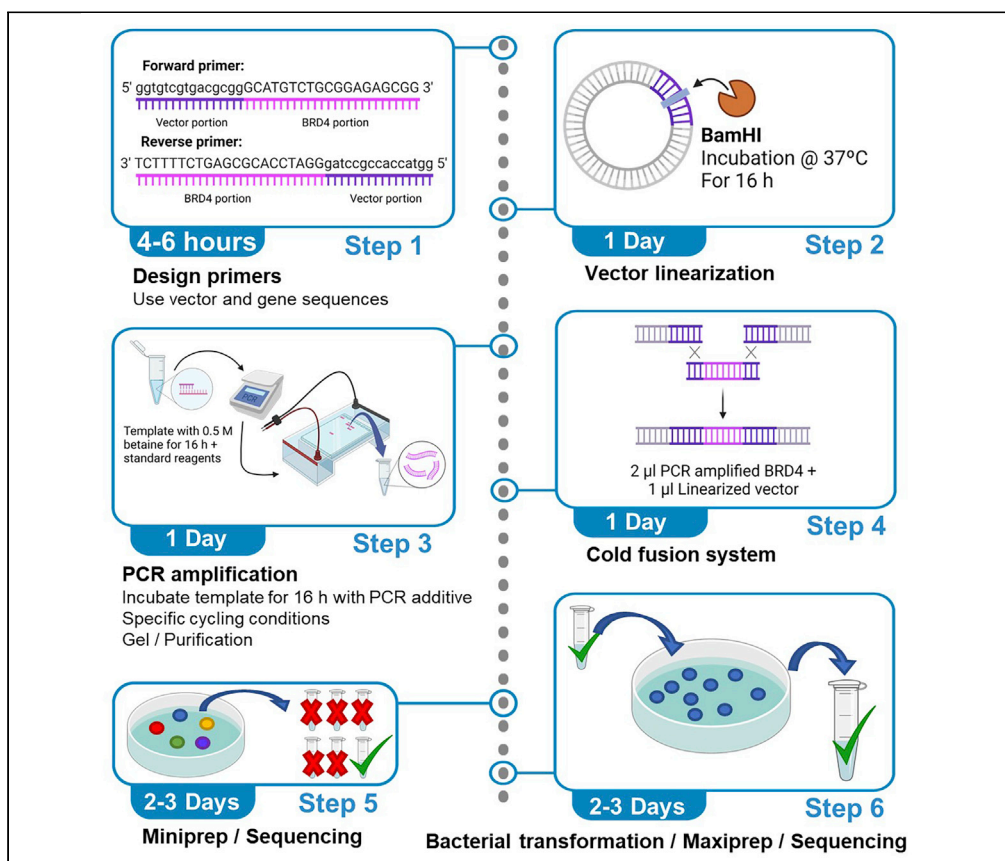 Forward primer:
5' ggtgtcgtgacgcggGCATGTCTGCGGAGAGCGG 3'
Vector portion BRD4 portion
Reverse primer:
3' TCTTTTCTGAGCGCACCTAGGgatccgccaccatgg 5'
BRD4 portion Vector portion
4-6 hours Step 1
Design primers
Use vector and gene sequences
BamHI
Incubation @ 37ºC
For 16 h
1 Day Step 2
Vector linearization
PCR
Template with 0.5 M
betaine for 16 h +
standard reagents
1 Day Step 3
PCR amplification
Incubate template for 16 h with PCR additive
Specific cycling conditions
Gel / Purification
2 µl PCR amplified BRD4 +
1 µl Linearized vector
1 Day Step 4
Cold fusion system
2-3 Days Step 5
Miniprep / Sequencing
2-3 Days Step 6
Bacterial transformation / Maxiprep / Sequencing